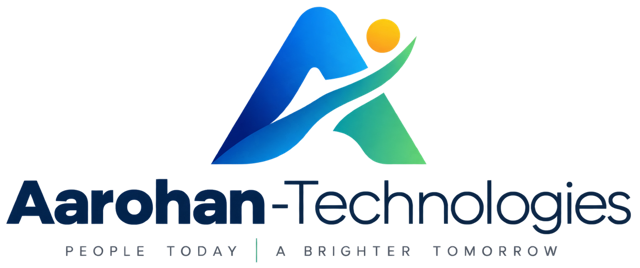 Aarohan-Technologies
PEOPLE TODAY | A BRIGHTER TOMORROW